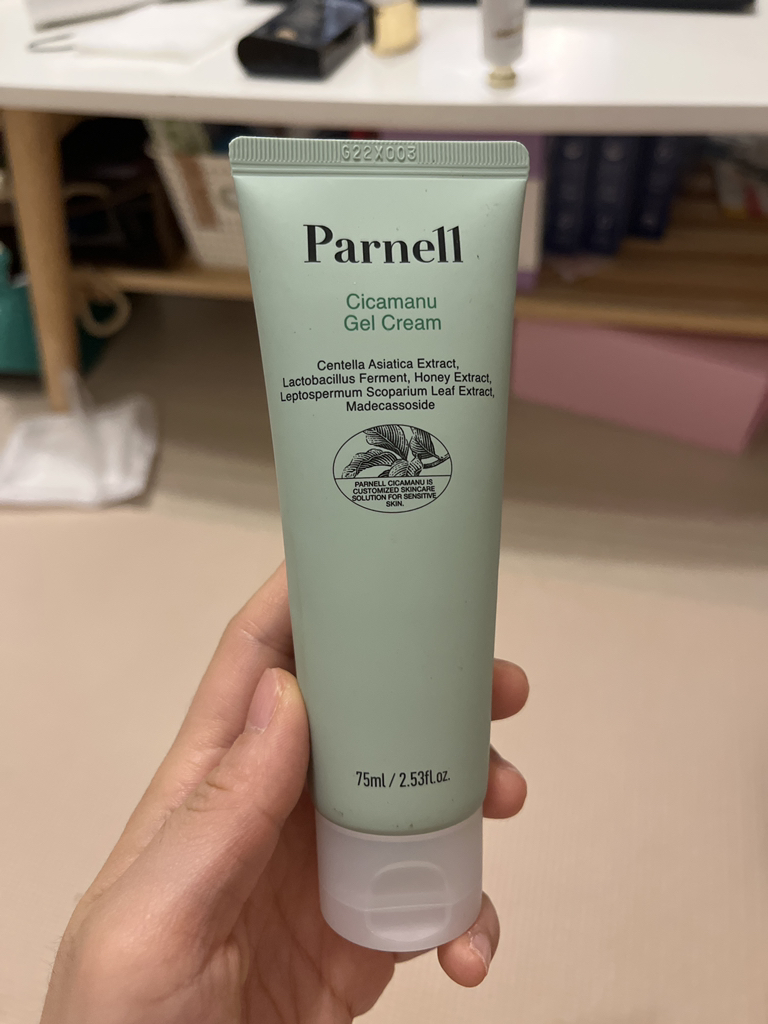 G22X003
Parnell
Cicamanu
Gel Cream
Centella Asiatica Extract,
Lactobacillus Ferment, Honey Extract,
Leptospermum Scoparium Leaf Extract,
Madecassoside
PARNELL CICAMANU IS
CUSTOMIZED SKINCARE
SOLUTION FOR SENSITIVE
SKIN.
75ml / 2.53fl.oz.